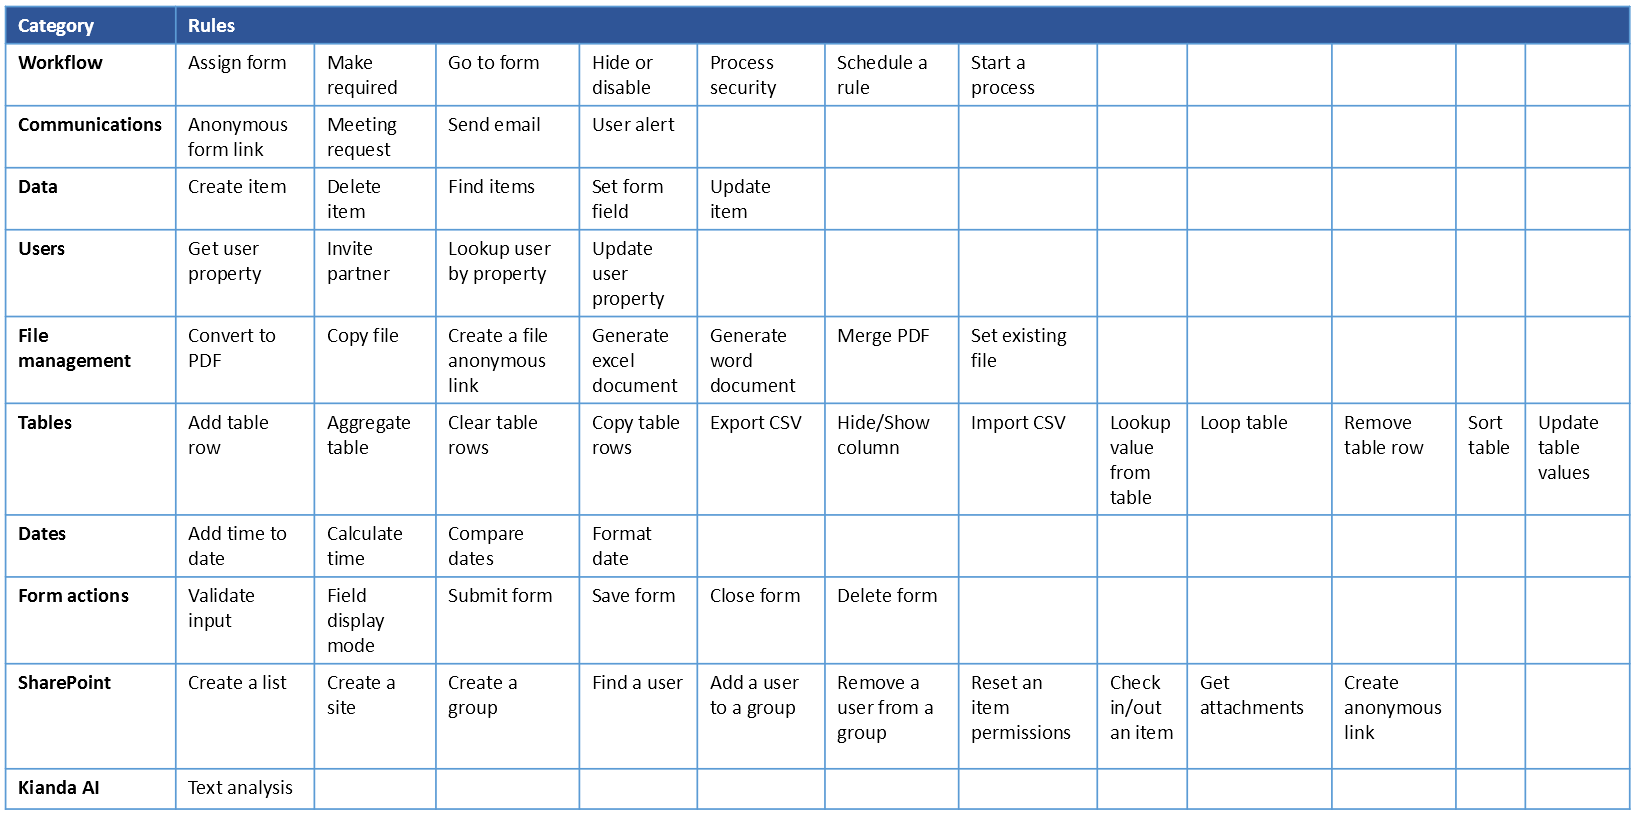 Category Rules
Workflow Assign form Make required Go to form Hide or disable Process security Schedule a rule Start a process
Communications Anonymous form link Meeting request Send email User alert
Data Create item Delete item Find items Set form field Update item
Users Get user property Invite partner Lookup user by property Update user property
File management Convert to PDF Copy file Create a file anonymous link Generate excel document Generate word document Merge PDF Set existing file
Tables Add table row Aggregate table Clear table rows Copy table rows Export CSV Hide/Show column Import CSV Lookup value from table Loop table Remove table row Sort table Update table values
Dates Add time to date Calculate time Compare dates Format date
Form actions Validate input Field display mode Submit form Save form Close form Delete form
SharePoint Create a list Create a site Create a group Find a user Add a user to a group Remove a user from a group Reset an item permissions Check in/out an item Get attachments Create anonymous link
Kianda AI Text analysis